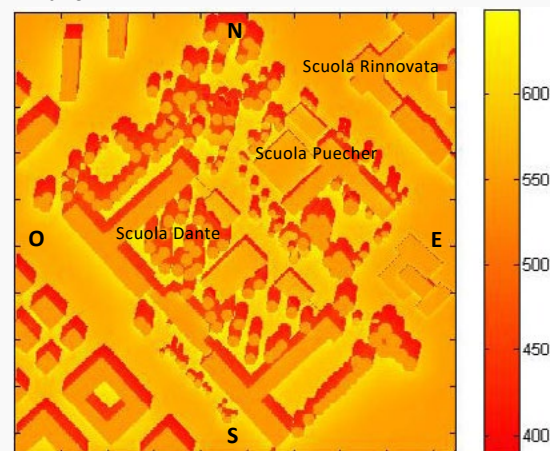 N
Scuola Rinnovata
Scuola Puecher
Scuola Dante
O
E
S
600
550
500
450
400